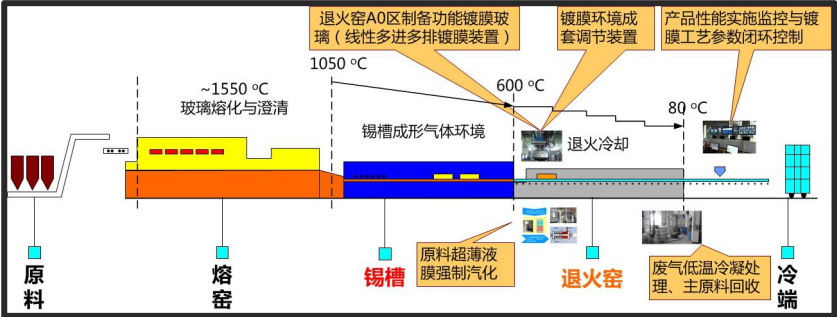 退火窑A0区制备功能镀膜玻
璃（线性多进多排镀膜装置）
镀膜环境成
套调节装置
产品性能实施监控与镀
膜工艺参数闭环控制
1050 ℃
~1550 ℃
玻璃熔化与澄清
600 ℃
80 ℃
锡槽成形气体环境
退火冷却
原料超薄液
膜强制汽化
废气低温冷凝处
理、主原料回收
原料
熔窑
锡槽
退火窑
冷端